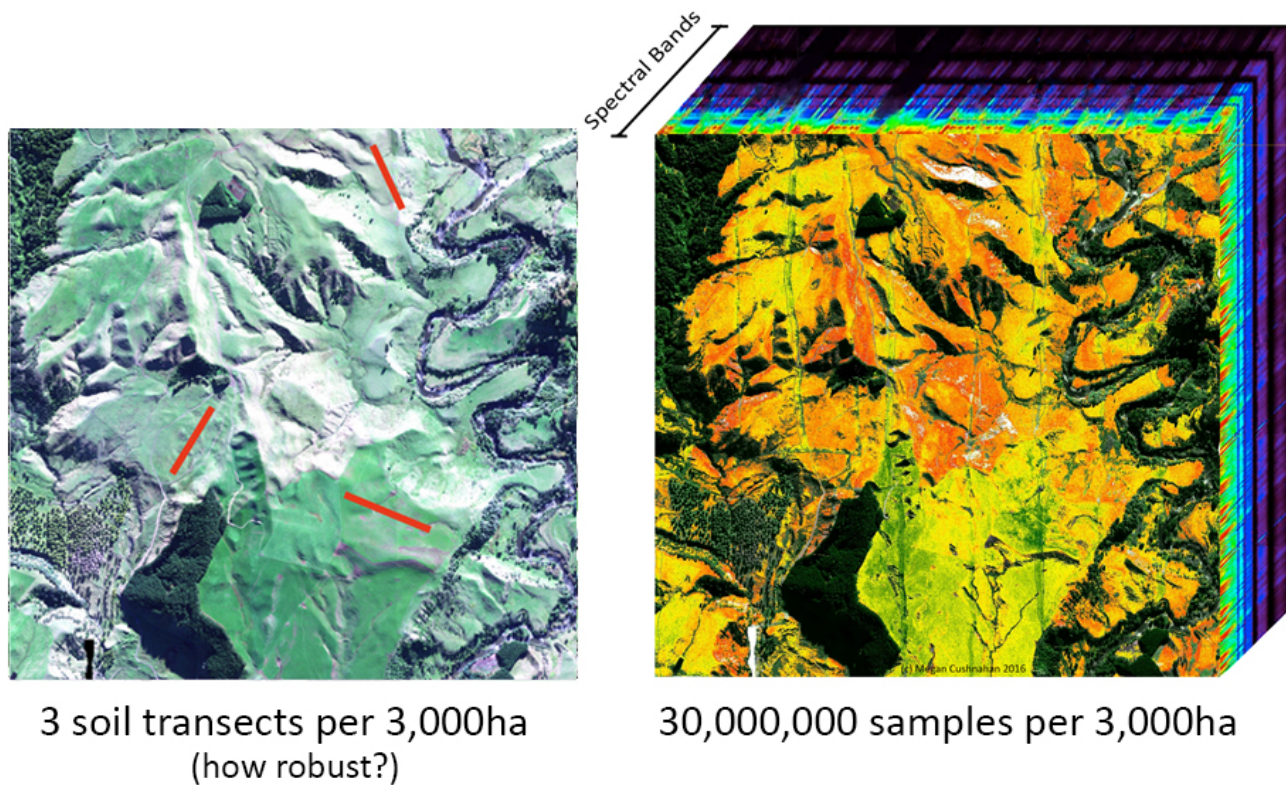 Spectral Bands
(c) Megan Cushnahan 2016
3 soil transects per 3,000ha
(how robust?)
30,000,000 samples per 3,000ha